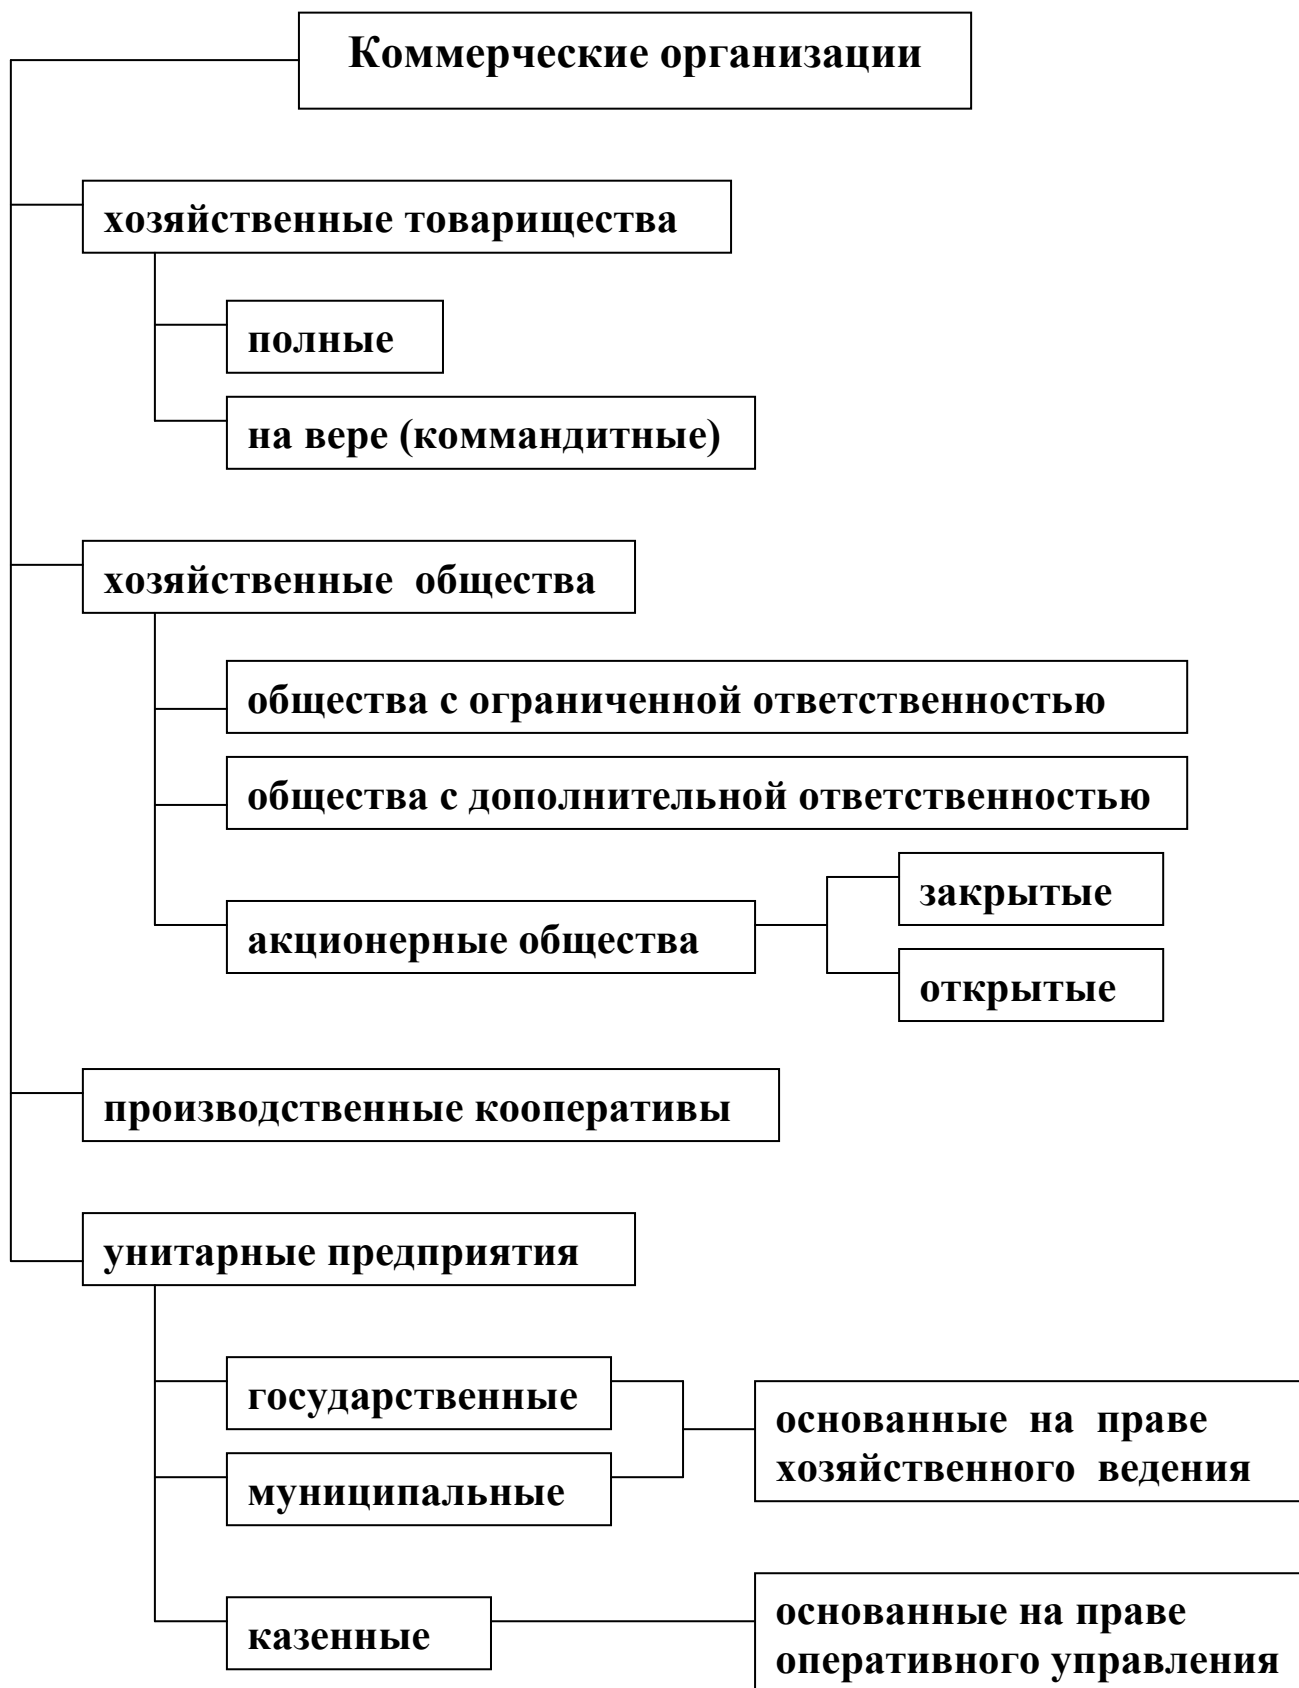 Коммерческие организации
хозяйственные товарищества
полные
на вере (коммандитные)
хозяйственные общества
общества с ограниченной ответственностью
общества с дополнительной ответственностью
закрытые
акционерные общества
открытые
производственные кооперативы
унитарные предприятия
государственные
основанные на праве
хозяйственного ведения
муниципальные
казенные
основанные на праве
оперативного управления